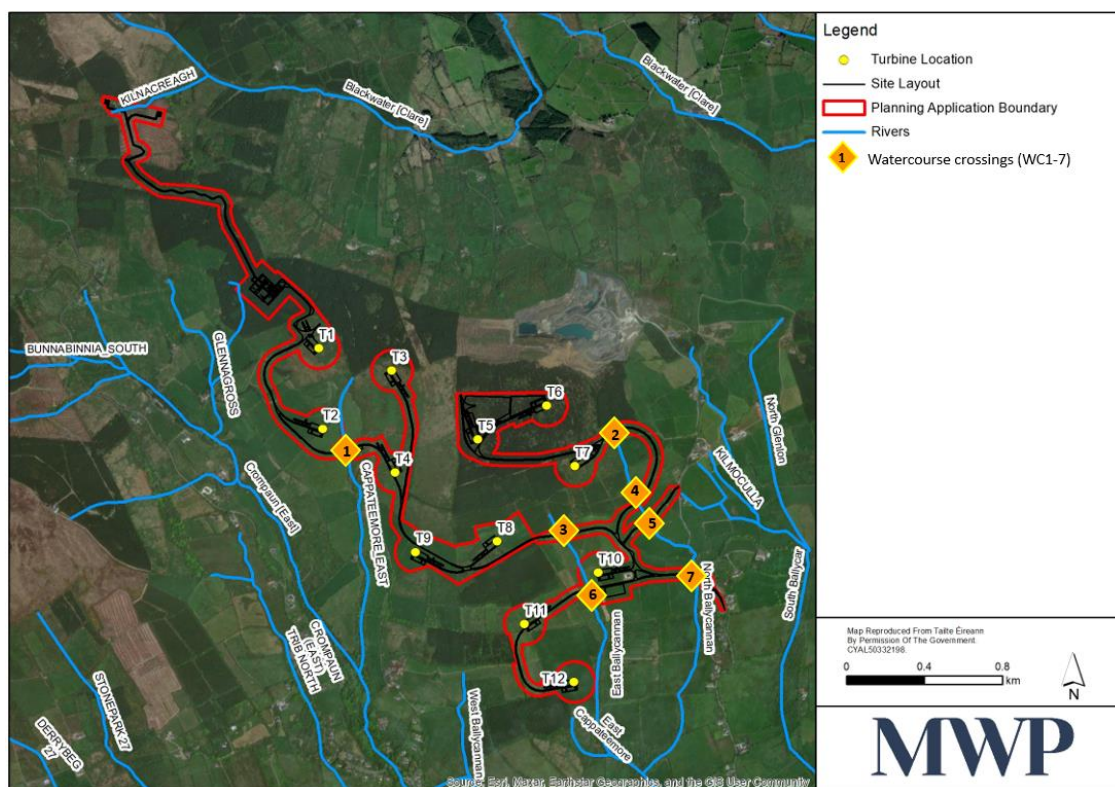 Legend
Turbine Location
Site Layout
Planning Application Boundary
Rivers
1 Watercourse crossings (WC1-7)
KILNACREAGH
Blackwater [Clare]
Blackwater [Clare]
BUNNABINNIA_SOUTH
GLENNAGROSS
T1
T2
T3
T4
T5
T6
T7
T8
T9
T10
T11
T12
1
2
3
4
5
6
7
Crompaun [East]
CAPPATEEMORE_EAST
CROMPAUN
(EAST)
TRIB NORTH
STONEPARK'27
DERRYBEG
'27
West Ballycannan
East Ballycannan
East
Cappateemore
North Ballycannan
South Ballycar
KILMOCULLA
North Glenlon
Source: Esri, Maxar, Earthstar Geographics, and the GIS User Community
Map Reproduced From Tailte Éireann
By Permission Of The Government.
CYAL50332198.
0 0.4 0.8
km
N
MWP